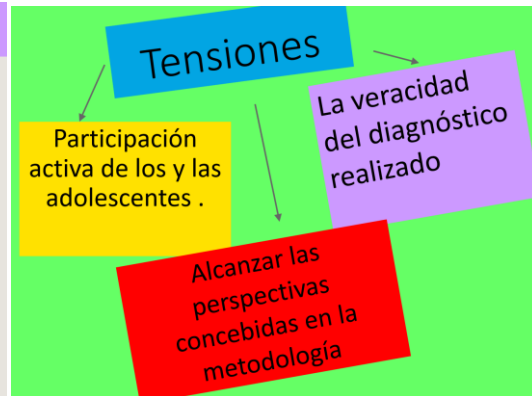 Tensiones
Participación
activa de los y las
adolescentes .
La veracidad
del diagnóstico
realizado
Alcanzar las
perspectivas
concebidas en la
metodología